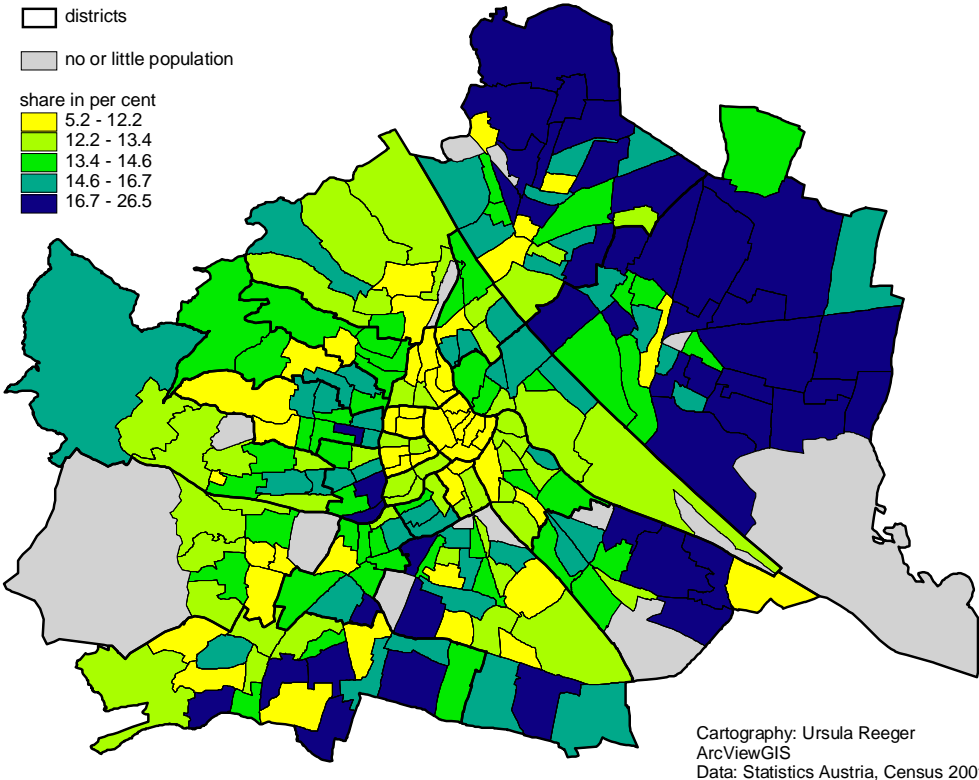 districts
no or little population
share in per cent
5.2 - 12.2
12.2 - 13.4
13.4 - 14.6
14.6 - 16.7
16.7 - 26.5
Cartography: Ursula Reeger
ArcViewGIS
Data: Statistics Austria, Census 200